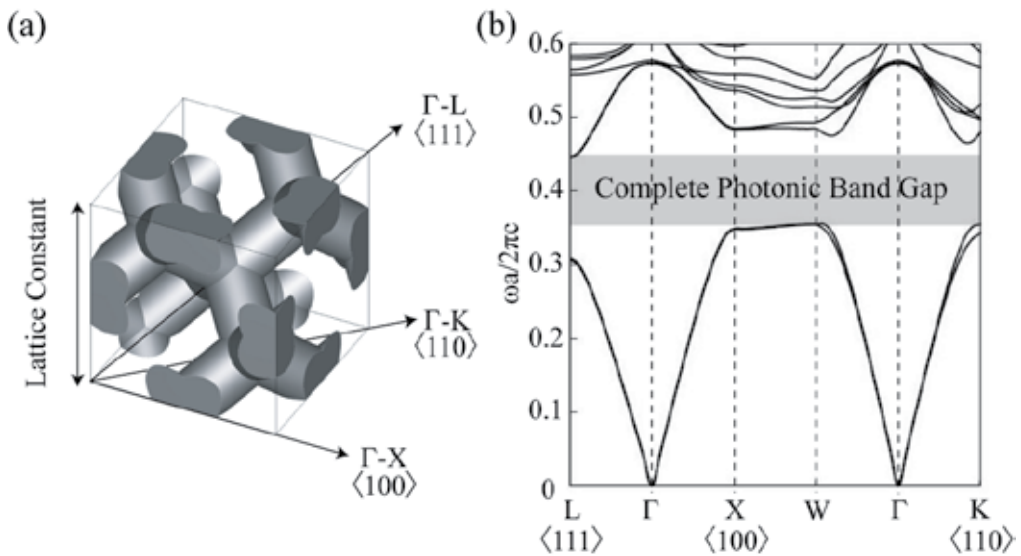 (a)
Γ-L
⟨111⟩
Lattice Constant
Γ-K
⟨110⟩
Γ-X
⟨100⟩
(b)
0.6
0.5
0.4
0.3
0.2
0.1
0
ωa/2πc
Complete Photonic Band Gap
L Γ X W Γ K
⟨111⟩ ⟨100⟩ ⟨110⟩